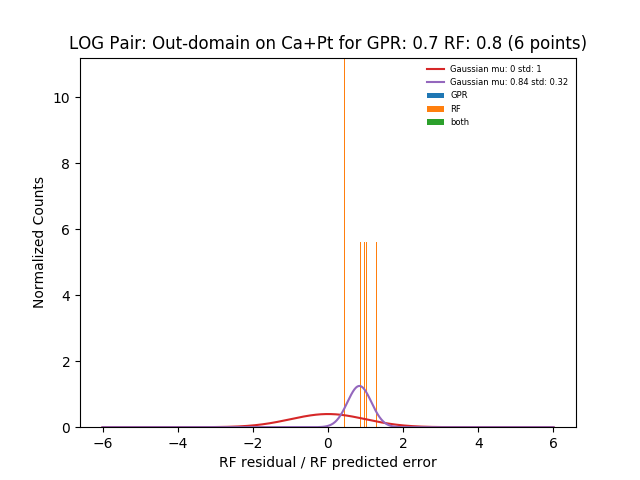 LOG Pair: Out-domain on Ca+Pt for GPR: 0.7 RF: 0.8 (6 points)
Gaussian mu: 0 std: 1
Gaussian mu: 0.84 std: 0.32
GPR
RF
both
Normalized Counts
10
8
6
4
2
0
−6 −4 −2 0 2 4 6
RF residual / RF predicted error